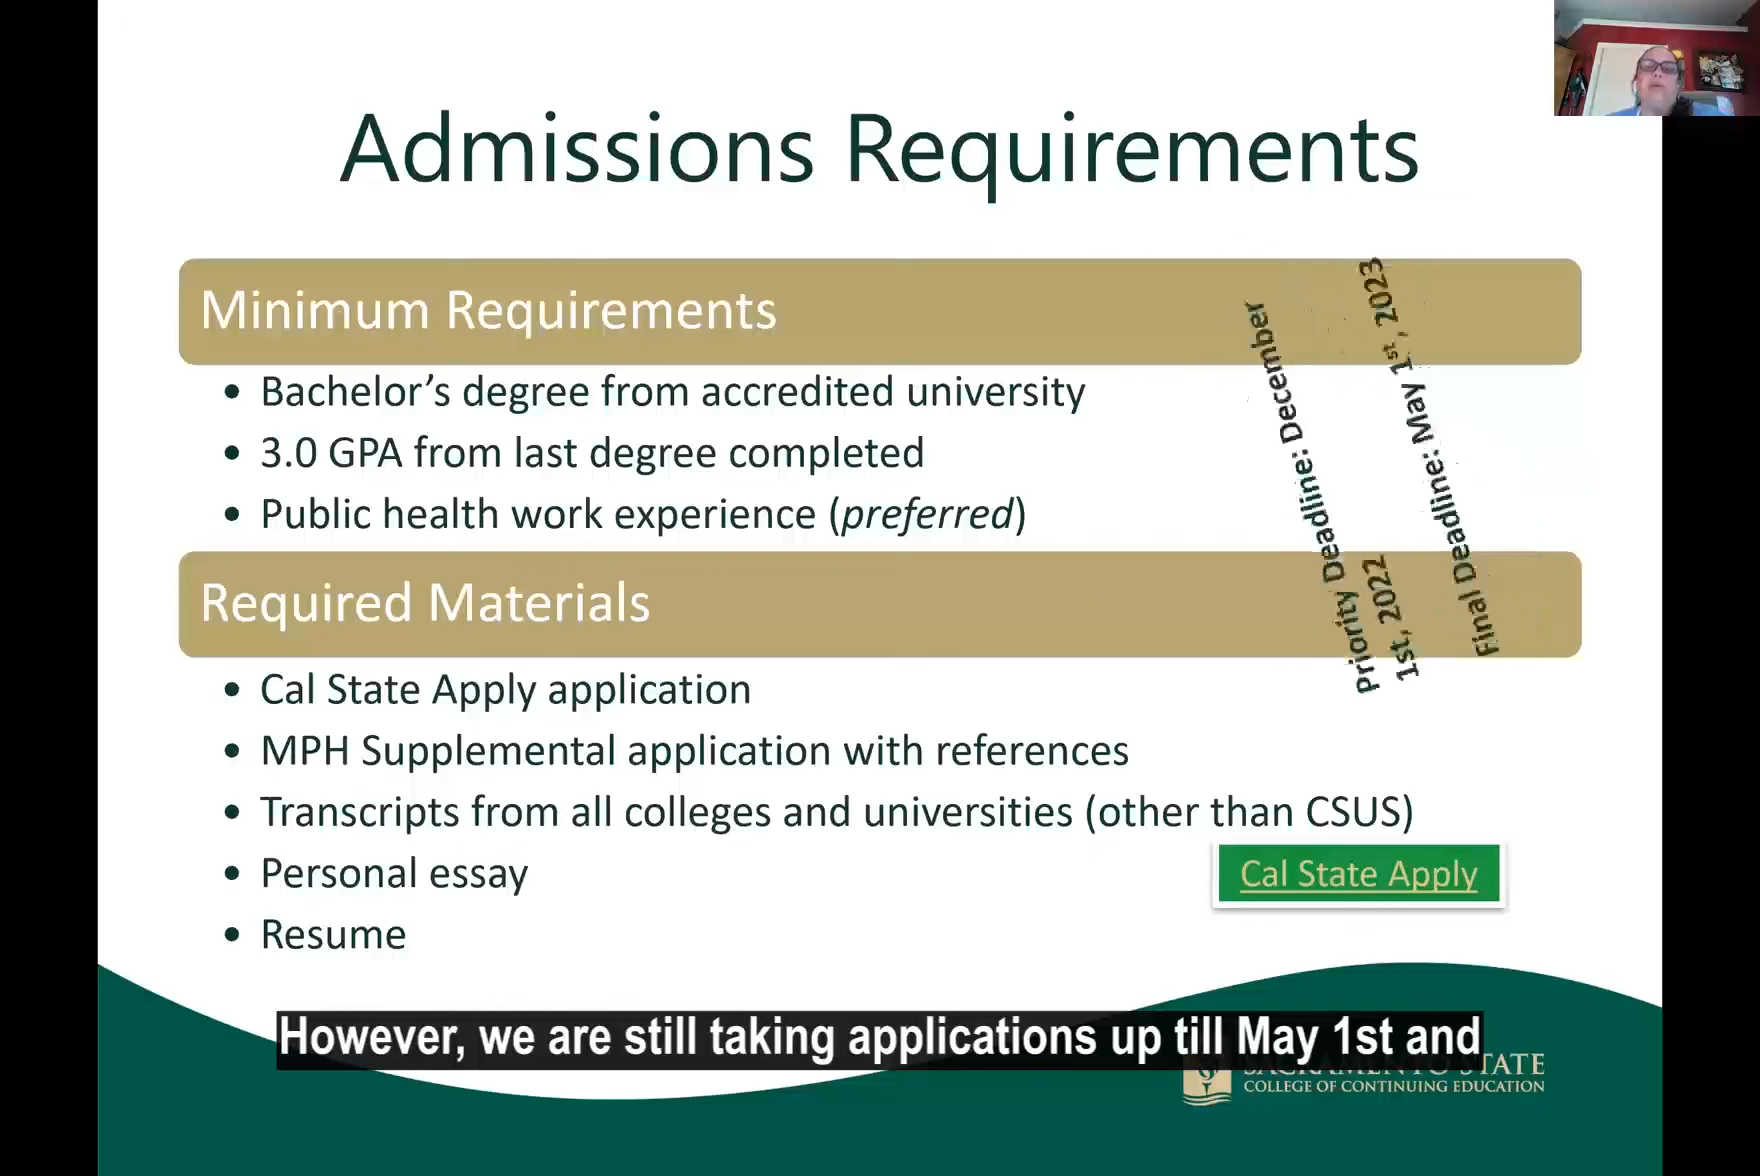 Admissions Requirements
Minimum Requirements
• Bachelor’s degree from accredited university
• 3.0 GPA from last degree completed
• Public health work experience (preferred)
Priority Deadline: December
1st, 2022
Final Deadline: May 1st, 2023
Required Materials
• Cal State Apply application
• MPH Supplemental application with references
• Transcripts from all colleges and universities (other than CSUS)
• Personal essay
• Resume
Cal State Apply
However, we are still taking applications up till May 1st and
SACRAMENTO STATE
COLLEGE OF CONTINUING EDUCATION